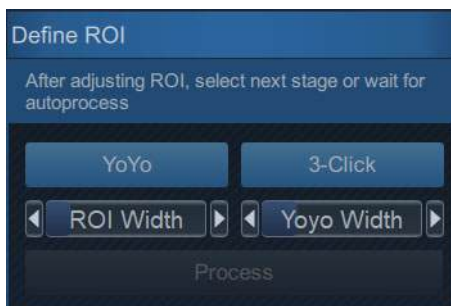 Define ROI
After adjusting ROI, select next stage or wait for
autoprocess
YoYo 3-Click
ROI Width Yoyo Width
Process